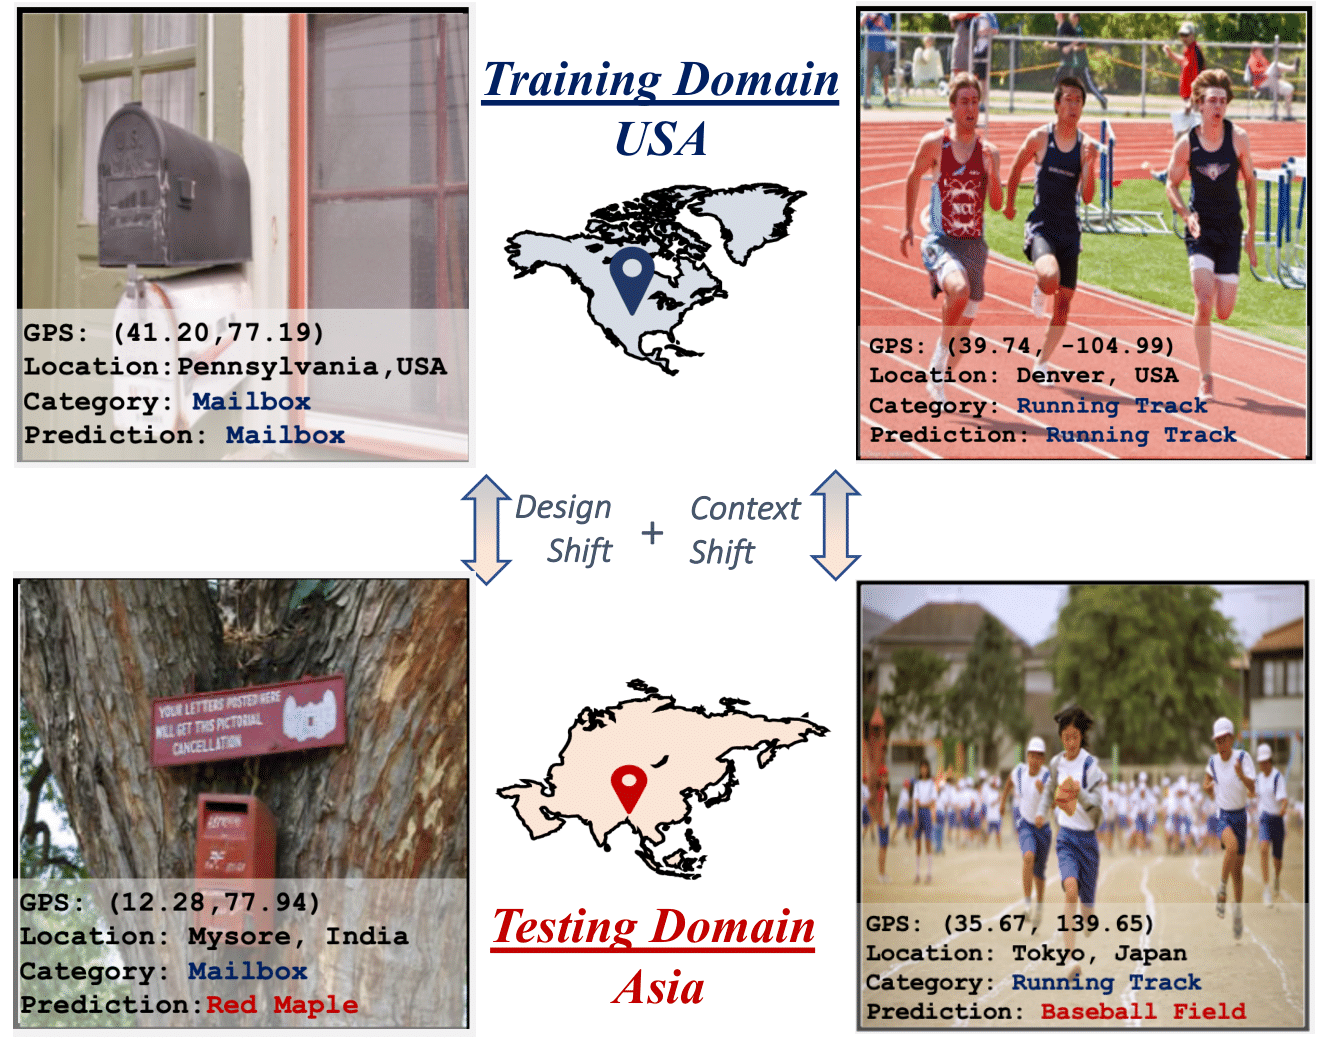 Training Domain
USA
U.S.
GPS: (41.20,77.19)
Location:Pennsylvania,USA
Category: Mailbox
Prediction: Mailbox
NCU
GPS: (39.74, -104.99)
Location: Denver, USA
Category: Running Track
Prediction: Running Track
Design
Shift
+
Context
Shift
YOUR LETTERS POSTED HERE
WILL GET THIS PICTORIAL
CANCELLATION
GPS: (12.28,77.94)
Location: Mysore, India
Category: Mailbox
Prediction:Red Maple
Testing Domain
Asia
GPS: (35.67, 139.65)
Location: Tokyo, Japan
Category: Running Track
Prediction: Baseball Field